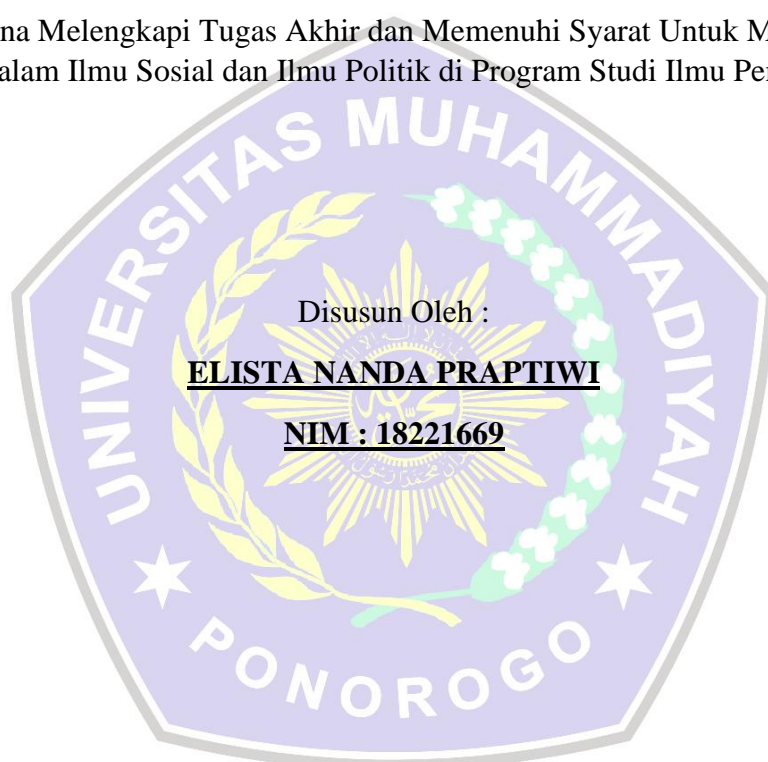 na Melengkapi Tugas Akhir dan Memenuhi Syarat Untuk M
alam Ilmu Sosial dan Ilmu Politik di Program Studi Ilmu Pe
UNIVERSITAS MUHAMMADIYAH
Disusun Oleh :
ELISTA NANDA PRAPTIWI
NIM : 18221669
PONOROGO